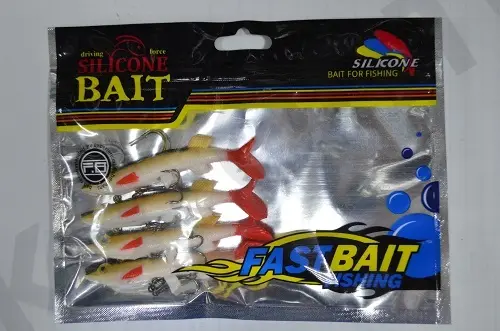 driving force
SILICONE
BAIT
SILICONE
BAIT FOR FISHING
F.B
FASTBAIT
FISHING